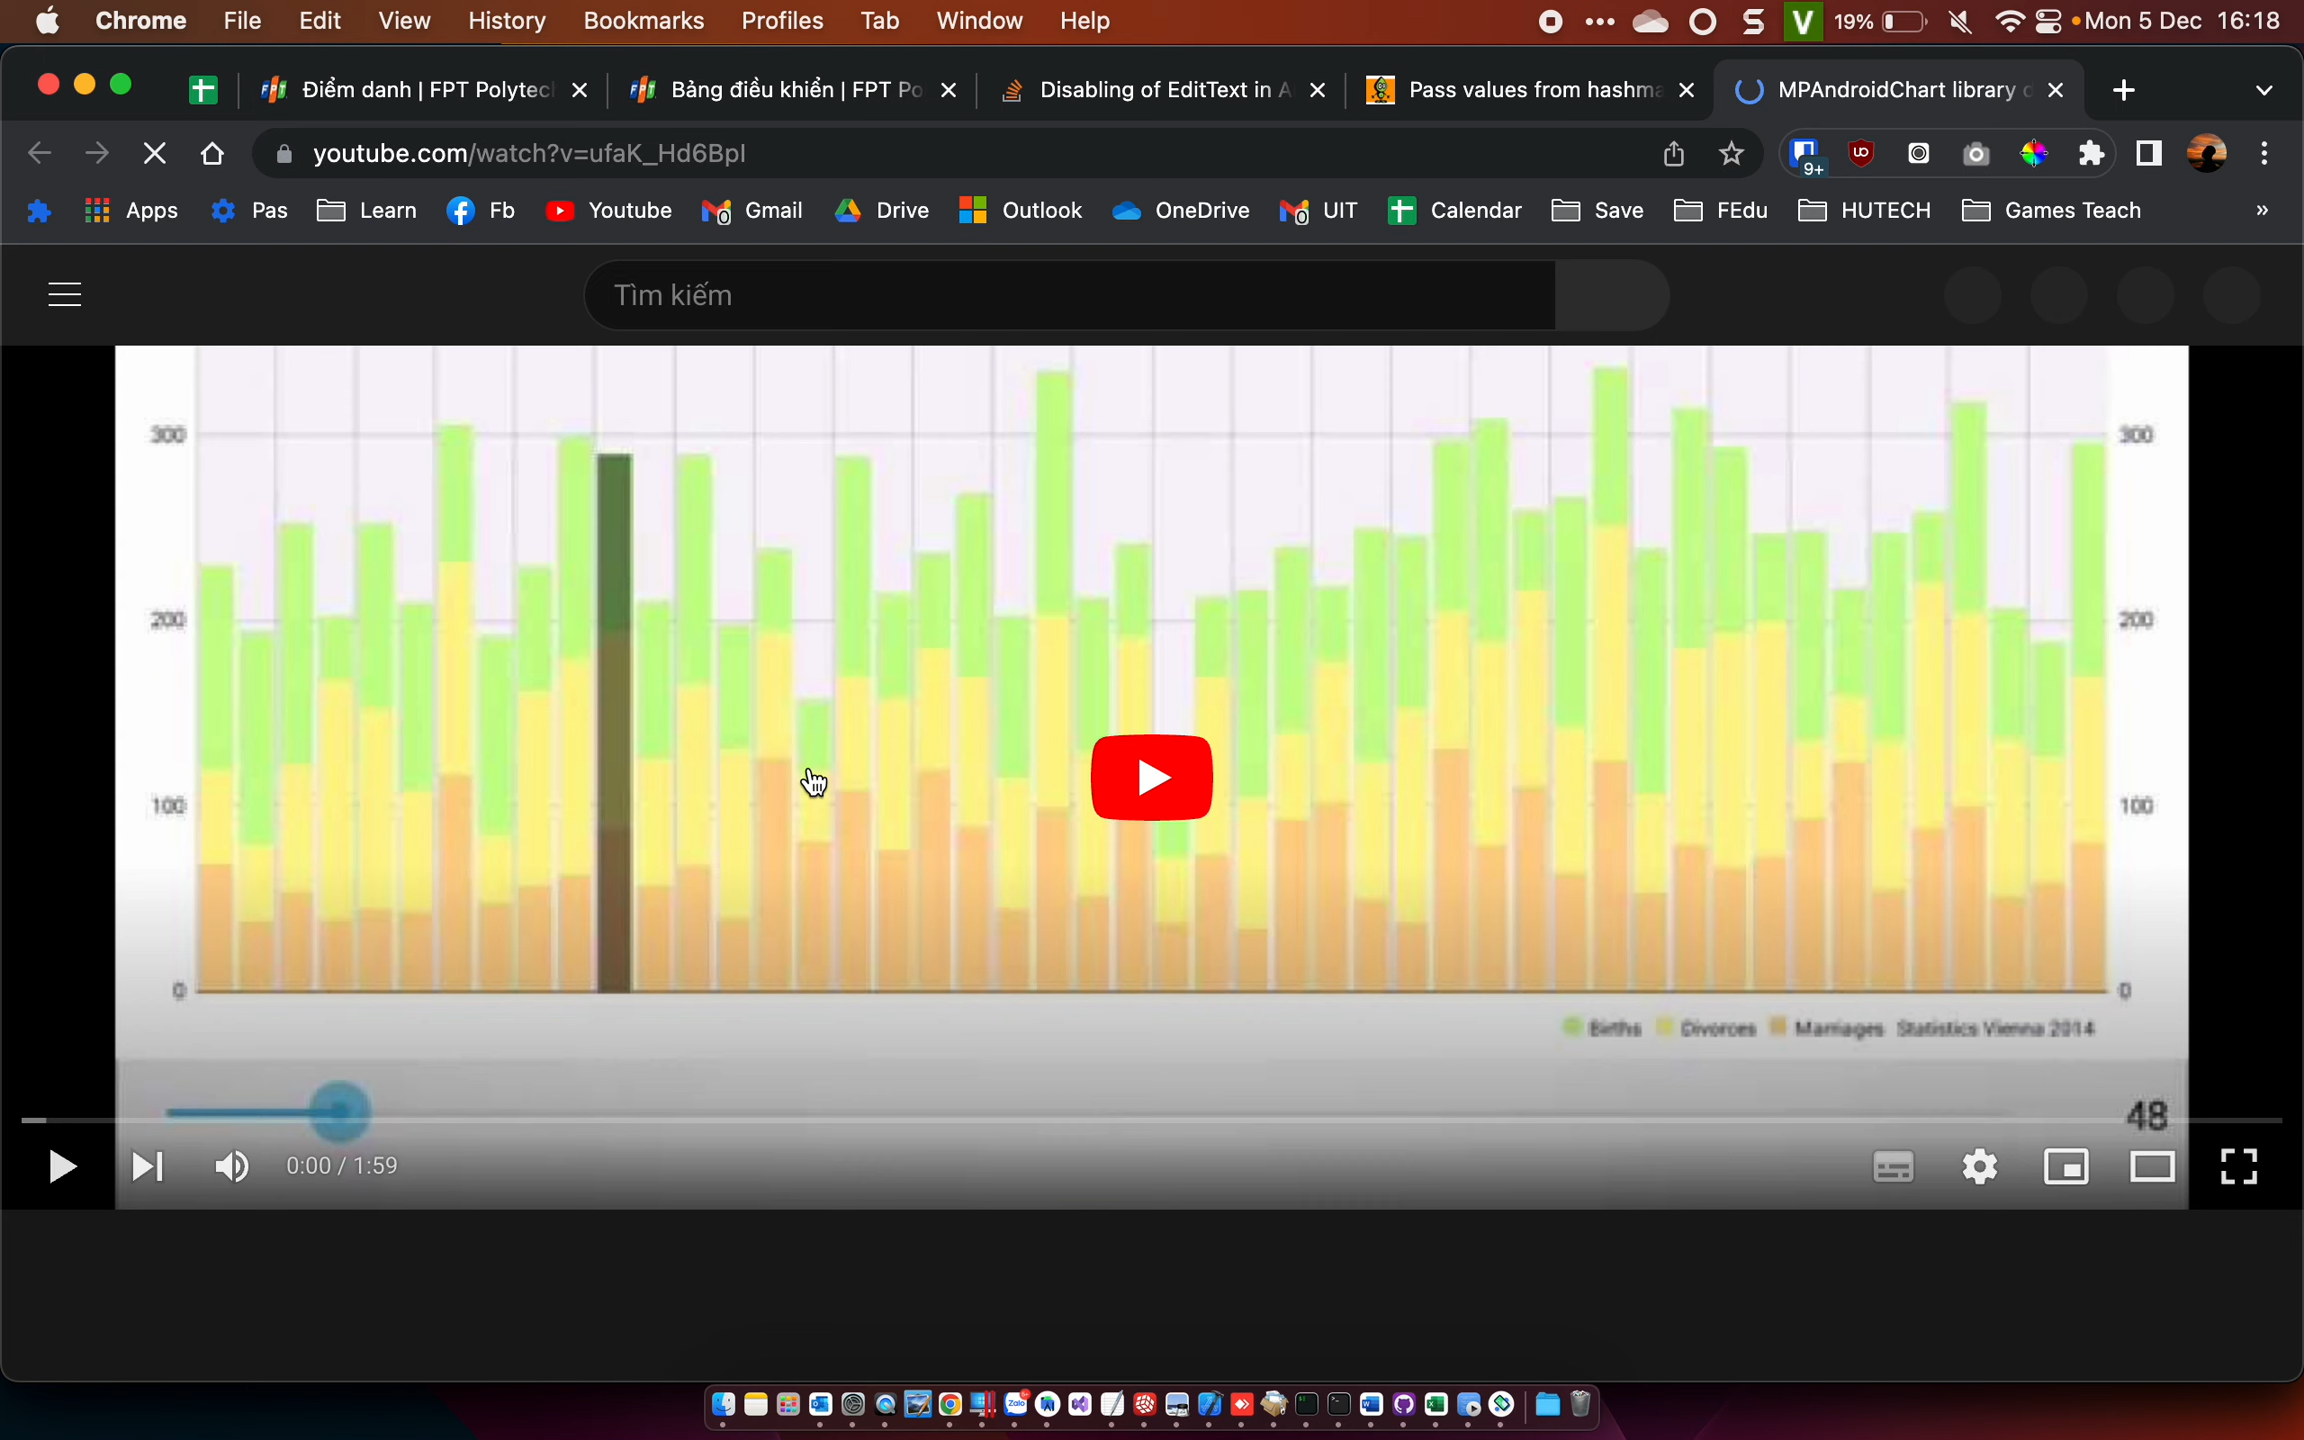 Chrome File Edit View History Bookmarks Profiles Tab Window Help S V 19% Mon 5 Dec 16:18
Điểm danh | FPT Polytec Bảng điều khiển | FPT Po Disabling of EditText in A Pass values from hashma MPAndroidChart library
youtube.com/watch?v=ufaK_Hd6BpI 9+
Apps Pas Learn Fb Youtube Gmail Drive Outlook OneDrive UIT Calendar Save FEdu HUTECH Games Teach »
Tìm kiếm
300 300
200 200
100 100
0 0
Births Divorces Marriages Statistics Vienna 2014
48
0:00 / 1:59
Zalo